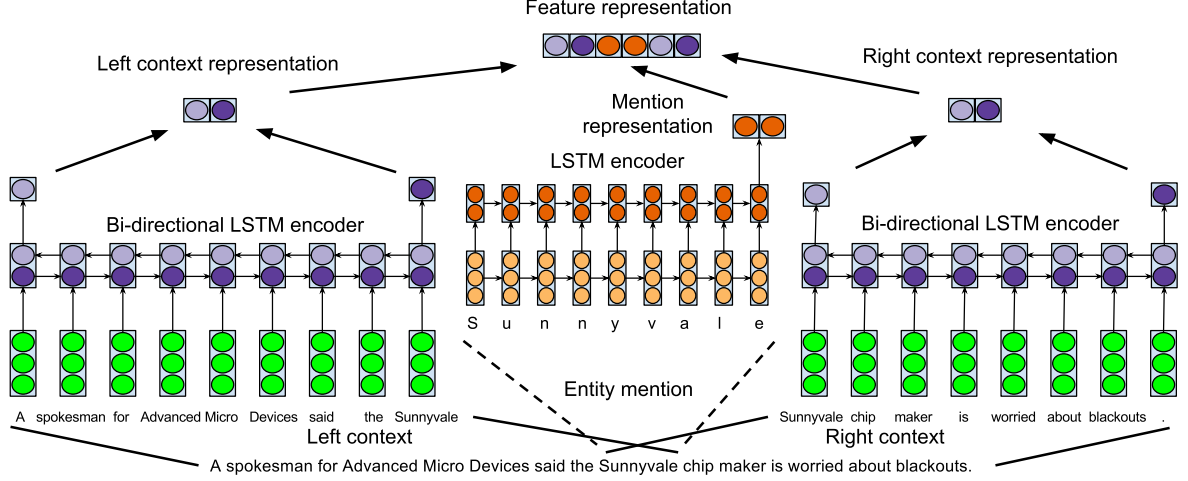 Feature representation
Left context representation
Right context representation
Mention
representation
LSTM encoder
Bi-directional LSTM encoder
Bi-directional LSTM encoder
S u n n y v a l e
Entity mention
A spokesman for Advanced Micro Devices said the Sunnyvale
Sunnyvale chip maker is worried about blackouts .
Left context
Right context
A spokesman for Advanced Micro Devices said the Sunnyvale chip maker is worried about blackouts.